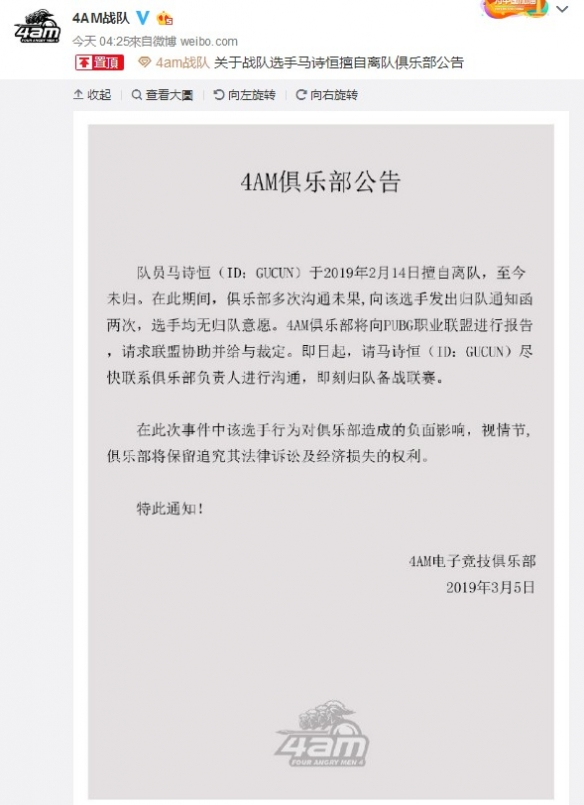 4am
FOUR ANGRY MEN 4
4AM战队
今天 04:25来自微博 weibo.com
置顶 4am战队 关于战队选手马诗恒擅自离队俱乐部公告
收起 查看大圖 向左旋转 向右旋转
4AM俱乐部公告
队员马诗恒（ID：GUCUN）于2019年2月14日擅自离队，至今
未归。在此期间，俱乐部多次沟通未果,向该选手发出归队通知函
两次，选手均无归队意愿。4AM俱乐部将向PUBG职业联盟进行报告
，请求联盟协助并给与裁定。即日起，请马诗恒（ID：GUCUN）尽
快联系俱乐部负责人进行沟通，即刻归队备战联赛。
在此次事件中该选手行为对俱乐部造成的负面影响，视情节,
俱乐部将保留追究其法律诉讼及经济损失的权利。
特此通知！
4AM电子竞技俱乐部
2019年3月5日
4am
FOUR ANGRY MEN 4